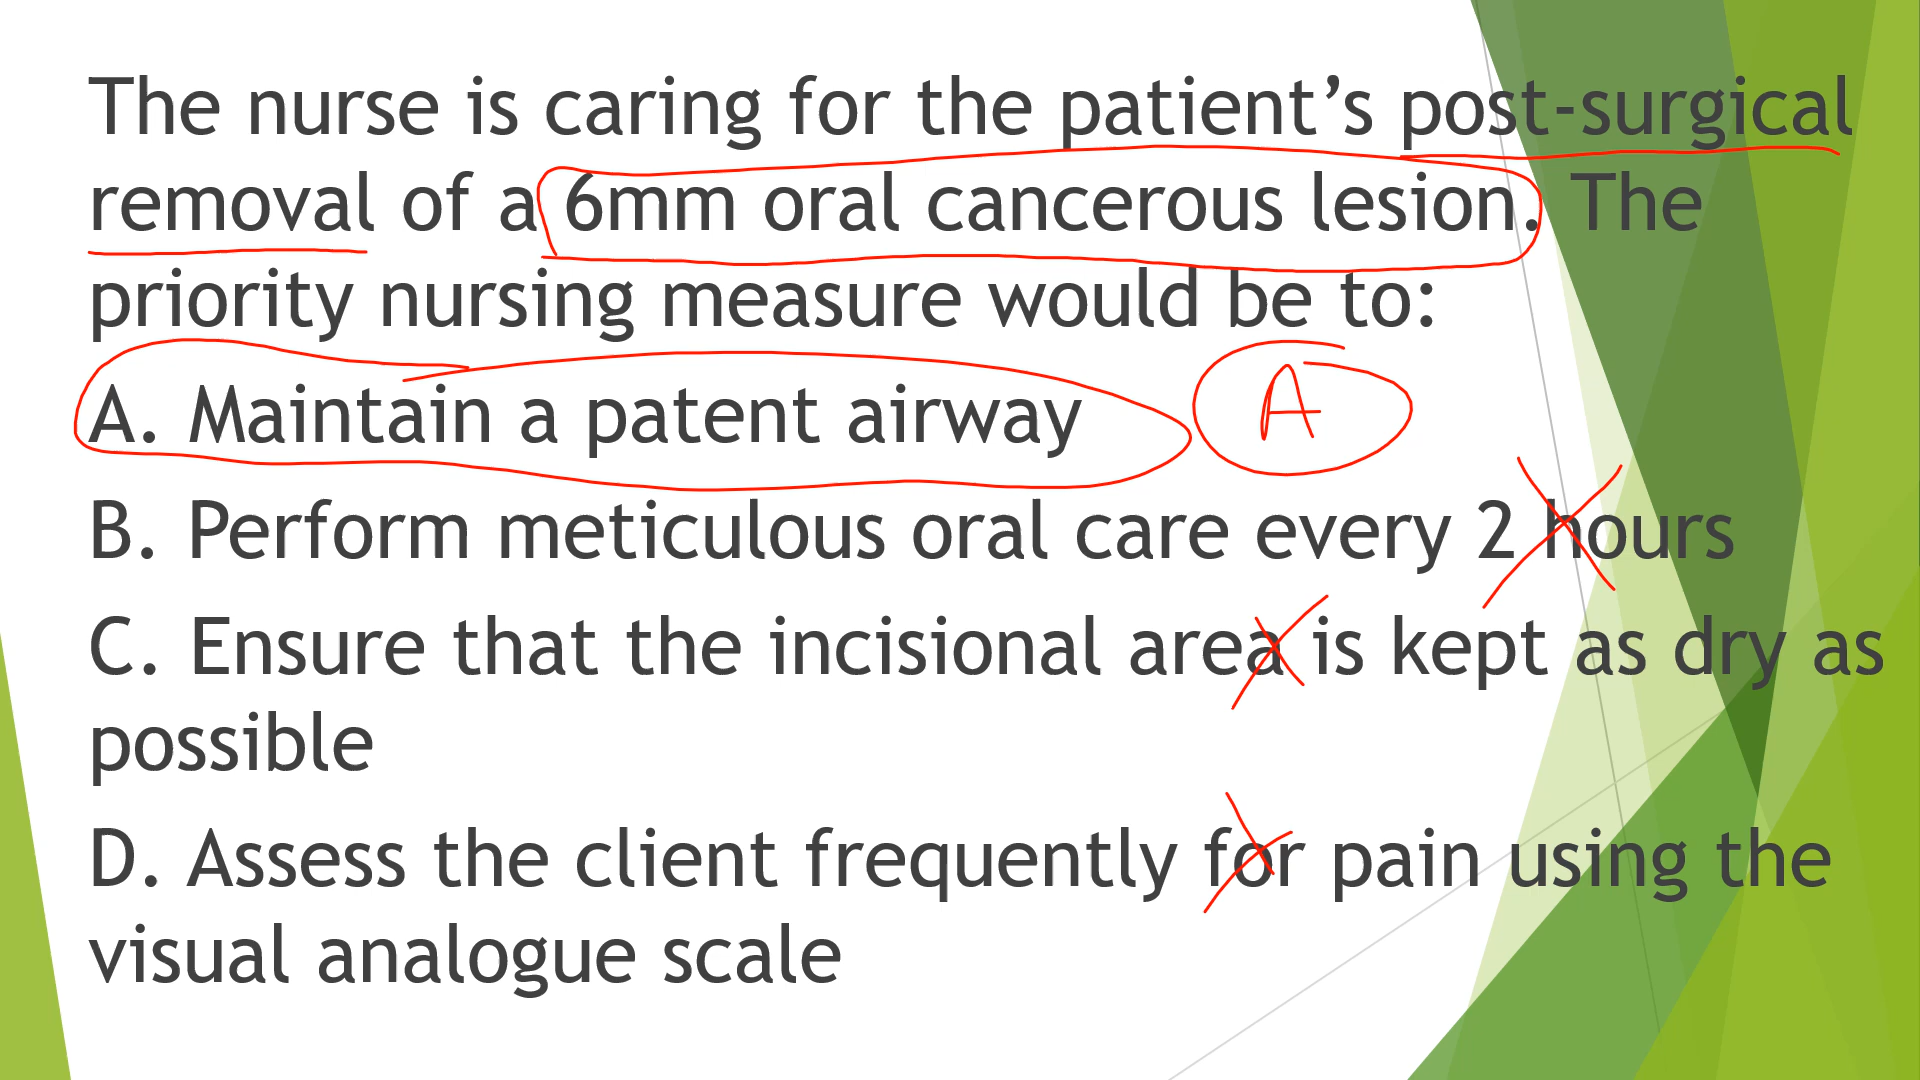 The nurse is caring for the patient’s post-surgical
removal of a 6mm oral cancerous lesion. The
priority nursing measure would be to:
A. Maintain a patent airway A
B. Perform meticulous oral care every 2 hours
C. Ensure that the incisional area is kept as dry as
possible
D. Assess the client frequently for pain using the
visual analogue scale